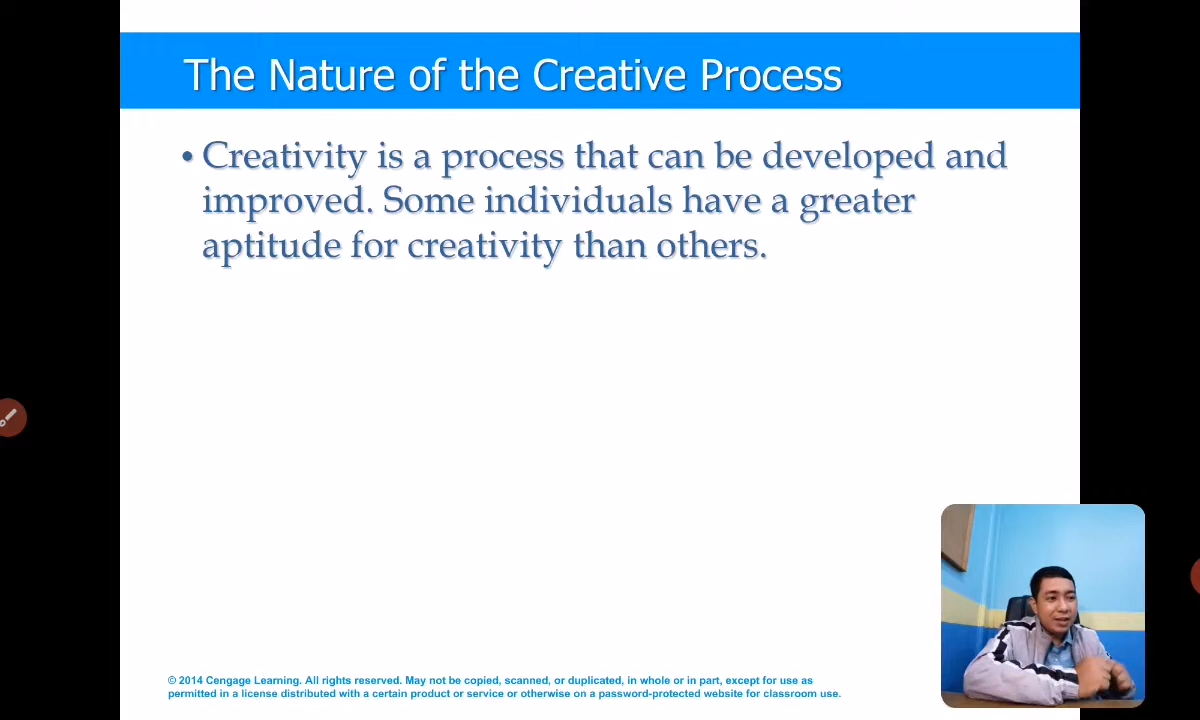 The Nature of the Creative Process
• Creativity is a process that can be developed and
improved. Some individuals have a greater
aptitude for creativity than others.
© 2014 Cengage Learning. All rights reserved. May not be copied, scanned, or duplicated, in whole or in part, except for use as
permitted in a license distributed with a certain product or service or otherwise on a password-protected website for classroom use.